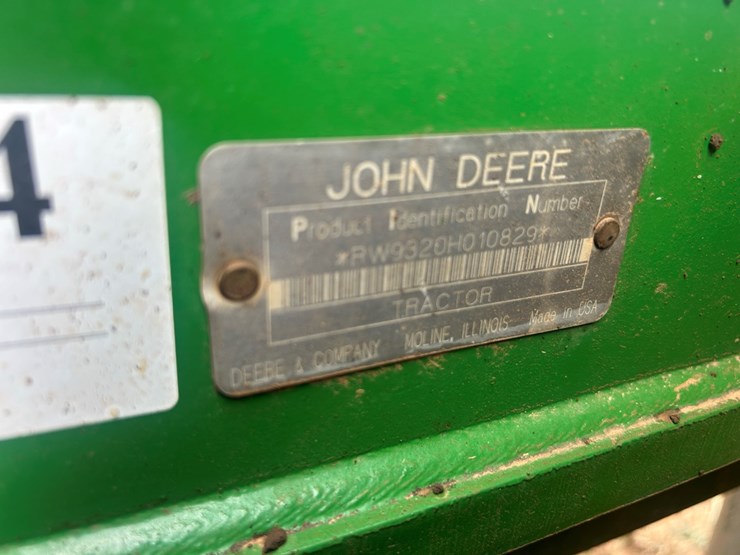 4
JOHN DEERE
Product Identification Number
*RW9320H010829*
TRACTOR
DEERE & COMPANY MOLINE, ILLINOIS Made in USA